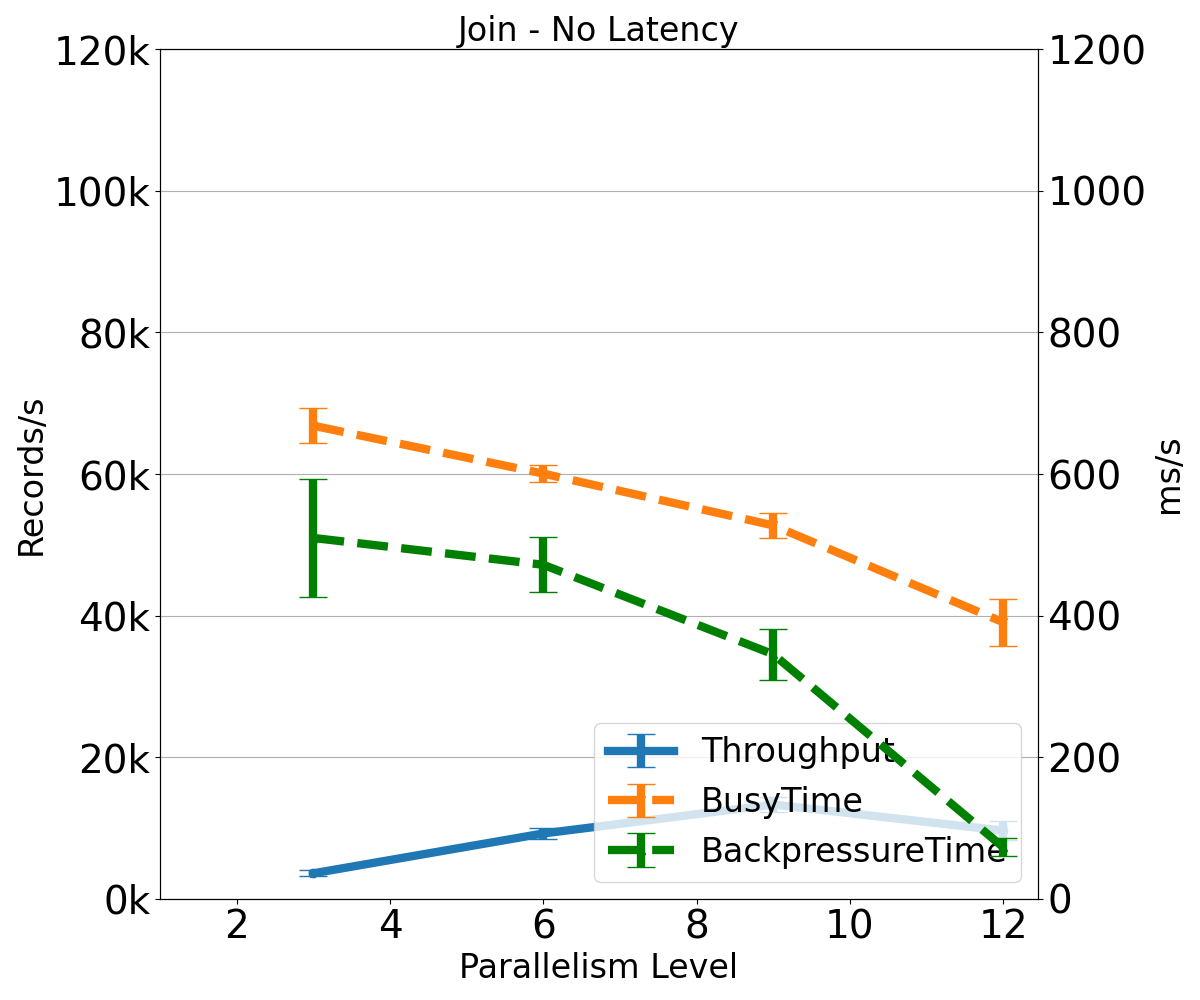 Join - No Latency
120k
100k
80k
60k
40k
20k
0k
Records/s
1200
1000
800
600
400
200
0
ms/s
Throughput
BusyTime
BackpressureTime
2 4 6 8 10 12
Parallelism Level